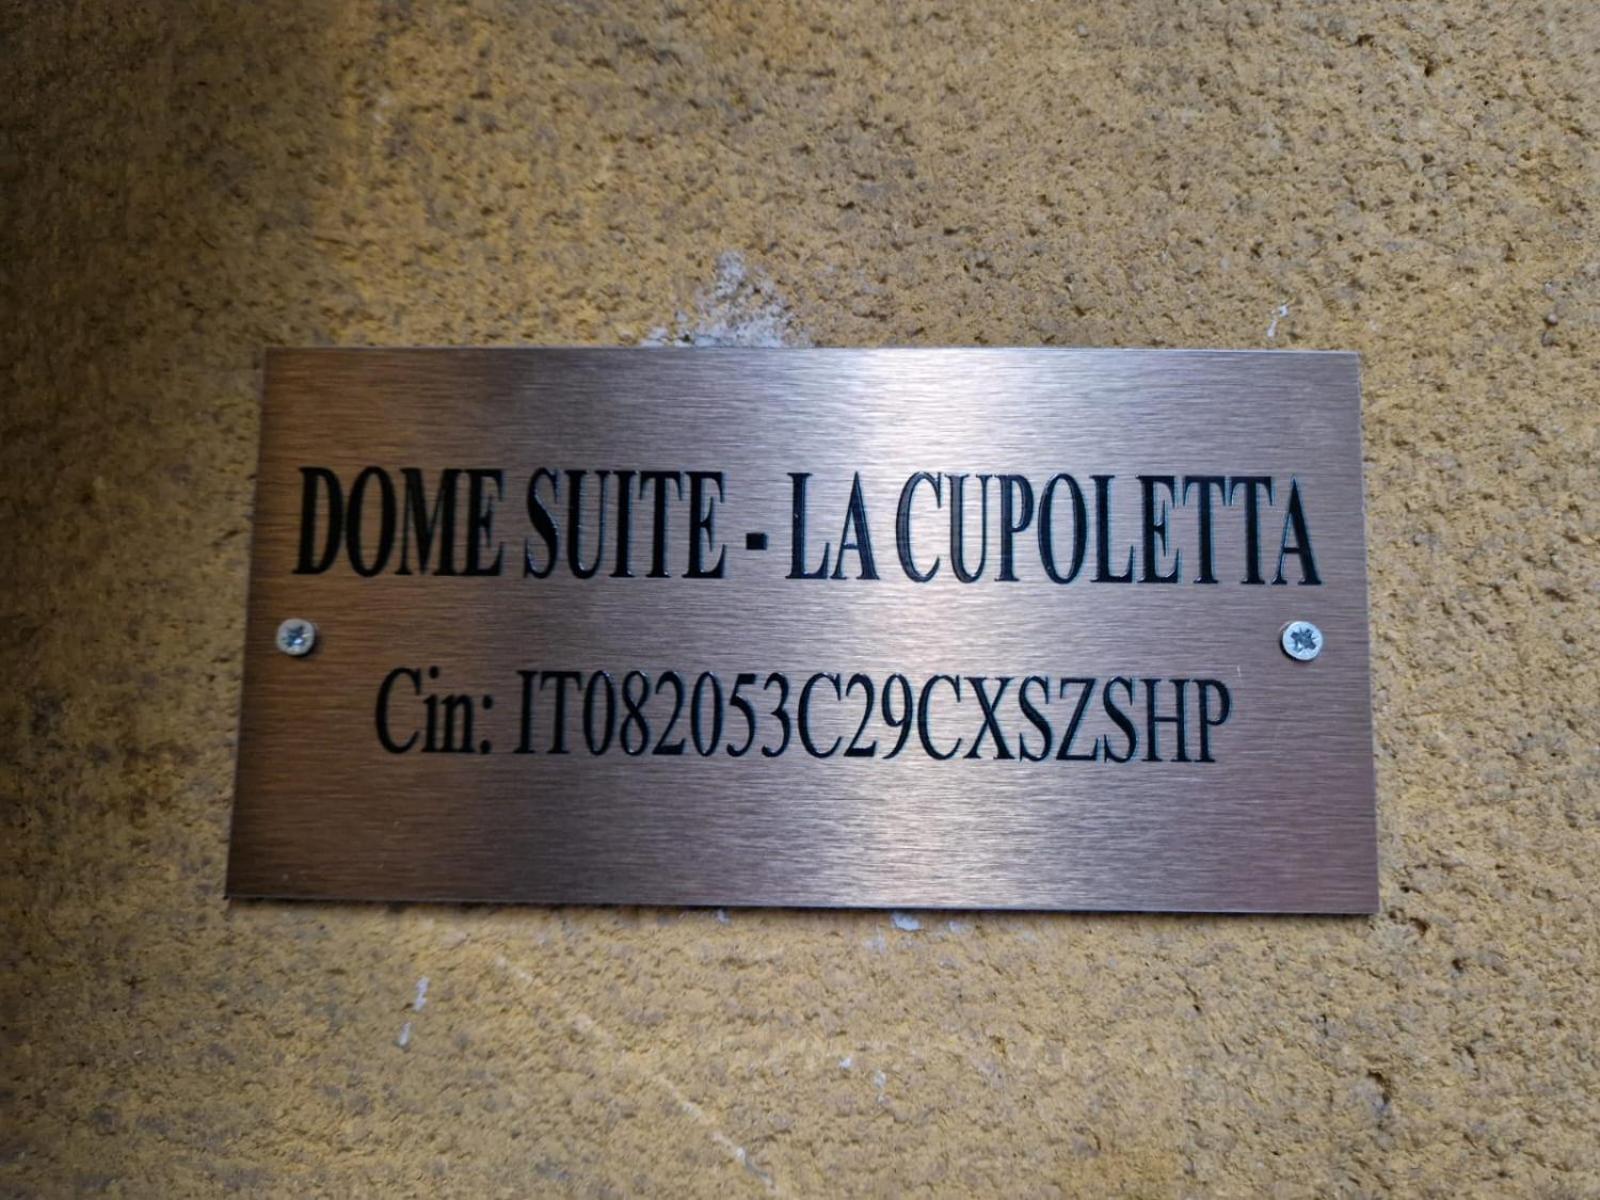 DOME SUITE - LA CUPOLETTA
Cin: IT082053C29CXSZSHP